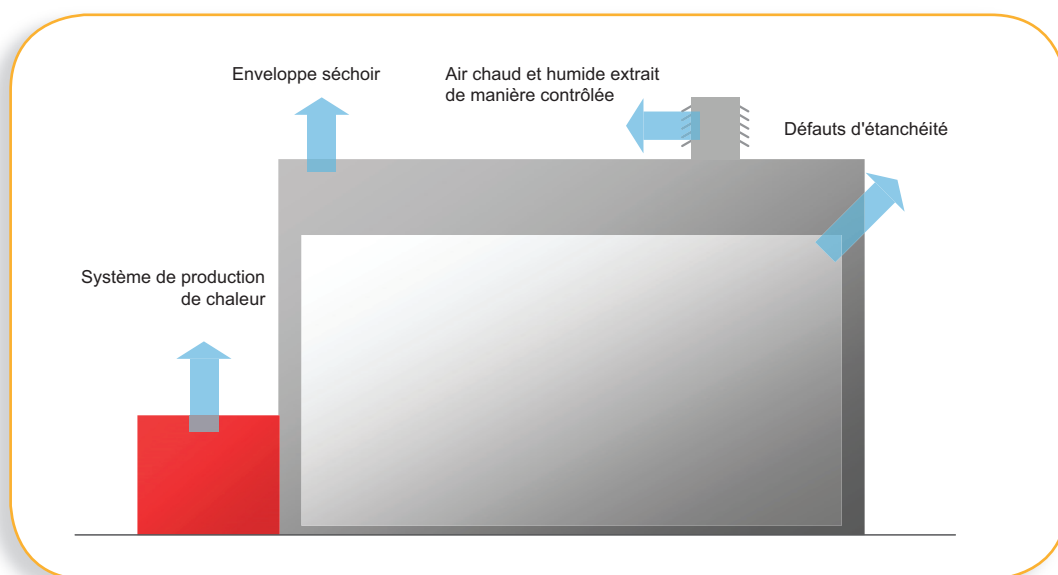 Enveloppe séchoir
Air chaud et humide extrait
de manière contrôlée
Défauts d'étanchéité
Système de production
de chaleur